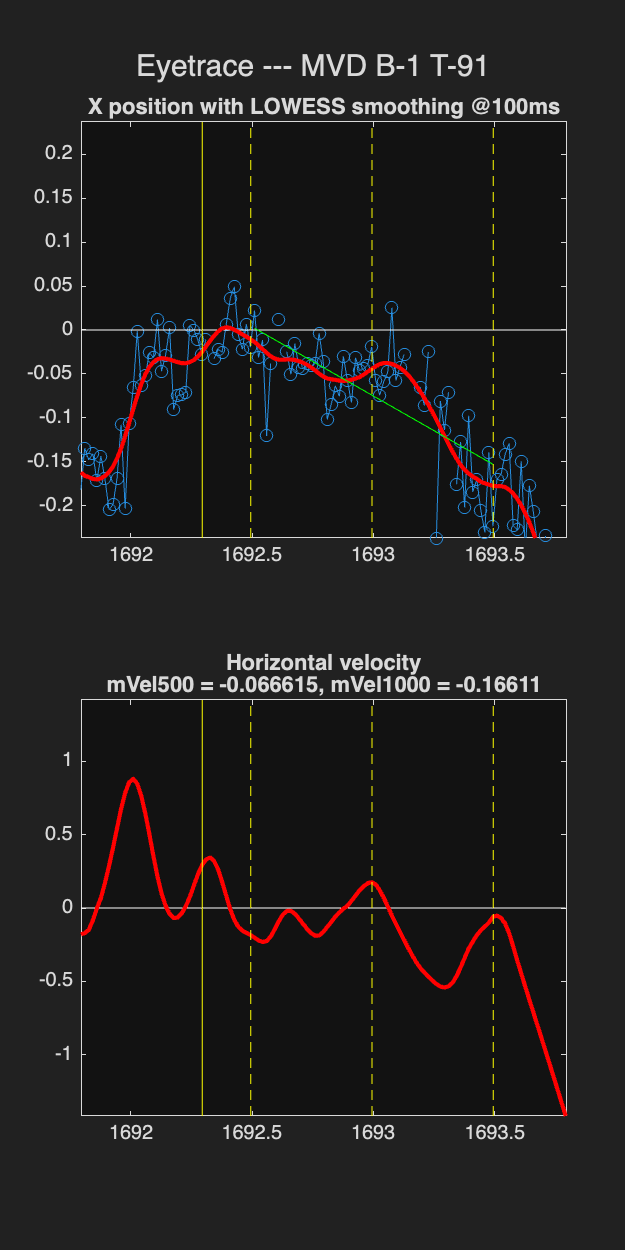 Eyetrace --- MVD B-1 T-91
X position with LOWESS smoothing @100ms
0.2
0.15
0.1
0.05
0
-0.05
-0.1
-0.15
-0.2
1692 1692.5 1693 1693.5
Horizontal velocity
mVel500 = -0.066615, mVel1000 = -0.16611
1
0.5
0
-0.5
-1
1692 1692.5 1693 1693.5